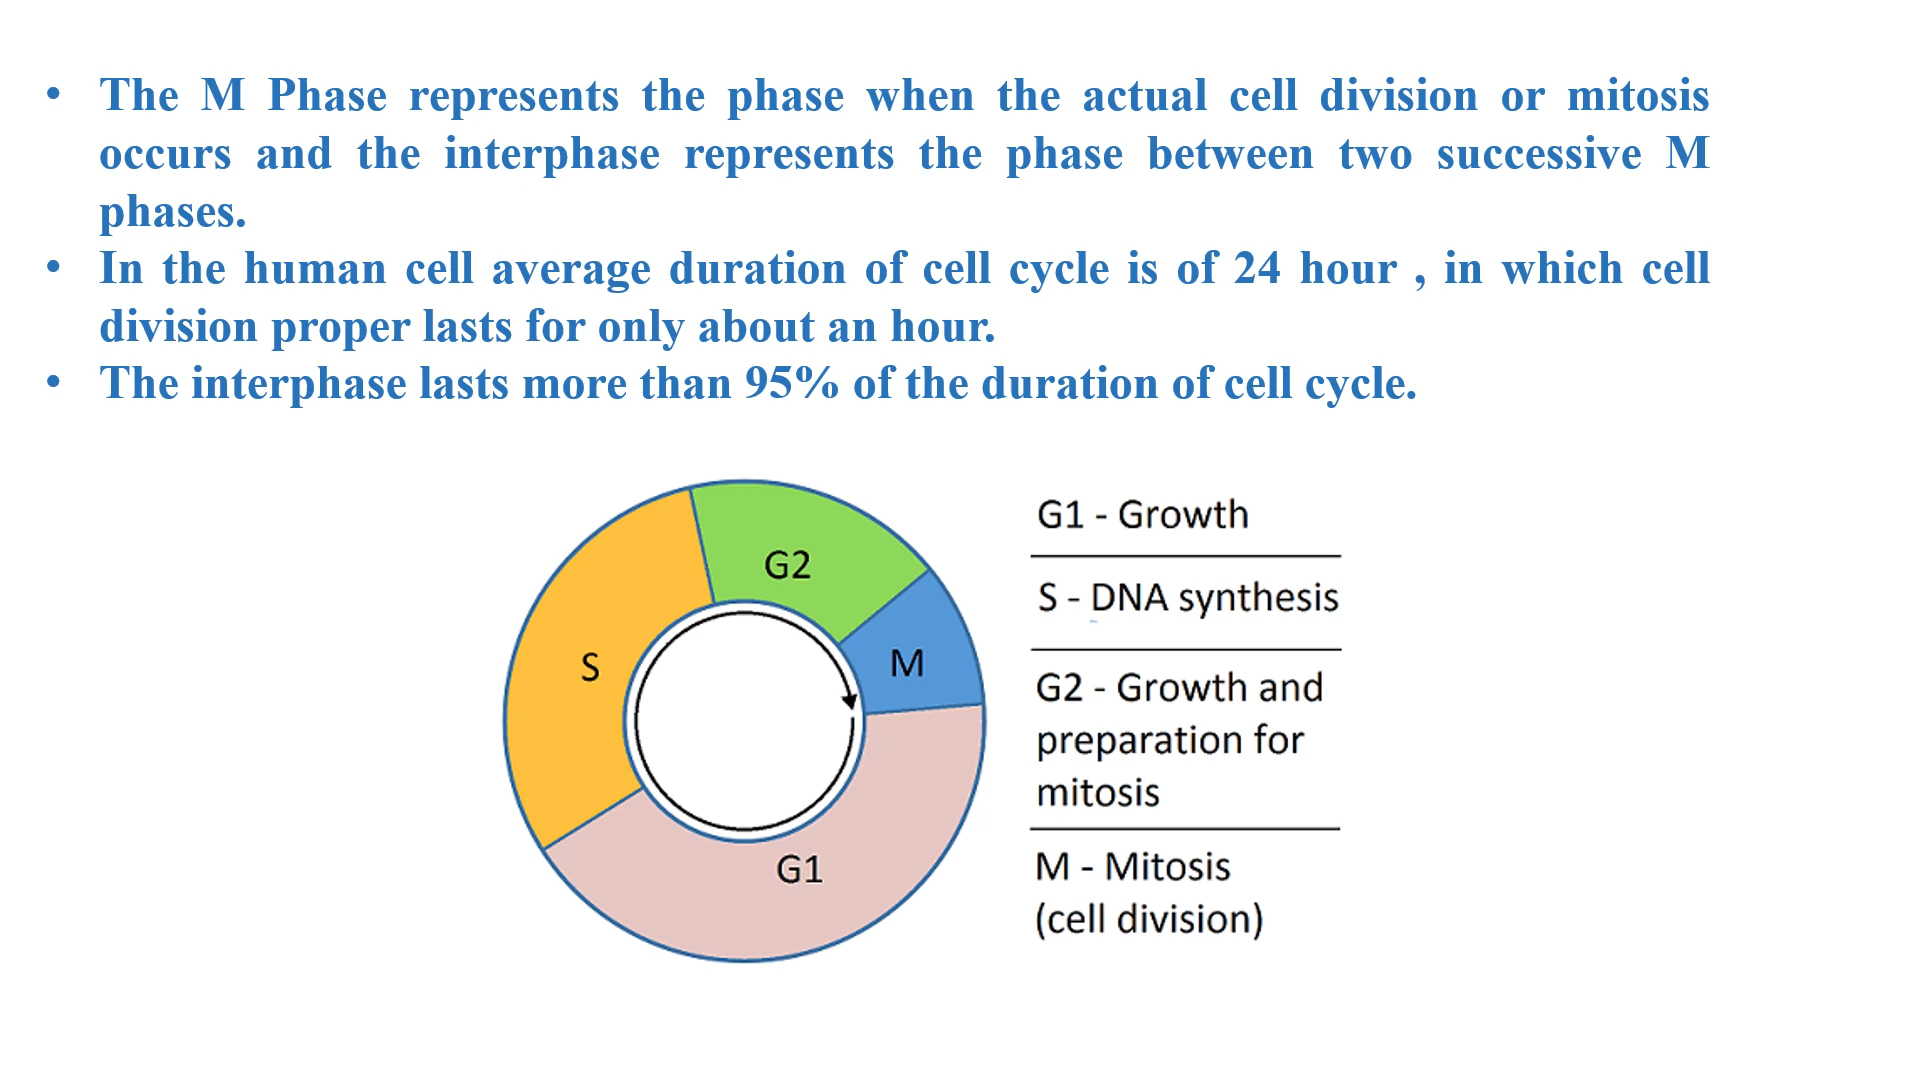 • The M Phase represents the phase when the actual cell division or mitosis
occurs and the interphase represents the phase between two successive M
phases.
• In the human cell average duration of cell cycle is of 24 hour , in which cell
division proper lasts for only about an hour.
• The interphase lasts more than 95% of the duration of cell cycle.
G2
S
M
G1
G1 - Growth
S - DNA synthesis
G2 - Growth and
preparation for
mitosis
M - Mitosis
(cell division)